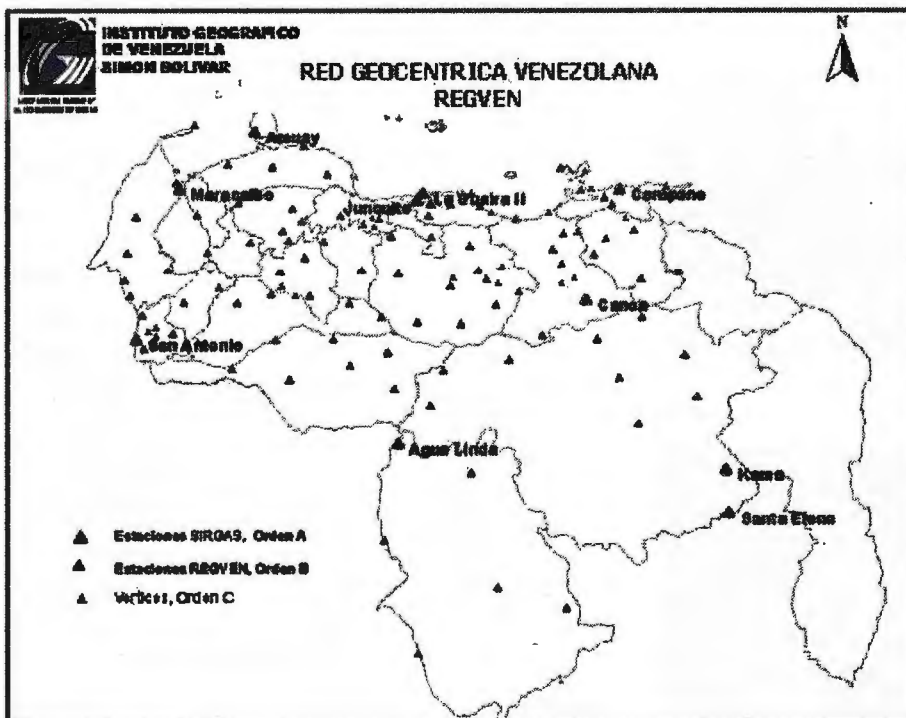 INSTITUTO GEOGRAFICO
DE VENEZUELA
SIMON BOLIVAR
N
RED GEOCENTRICA VENEZOLANA
REGVEN
Amuay
Maracaibo
Junquito
La Guaira II
Carúpano
Canoa
San Antonio
Agua Linda
Kama
Santa Elena
Estaciones SIRGAS, Orden A
Estaciones REGVEN, Orden B
Vertices, Orden C